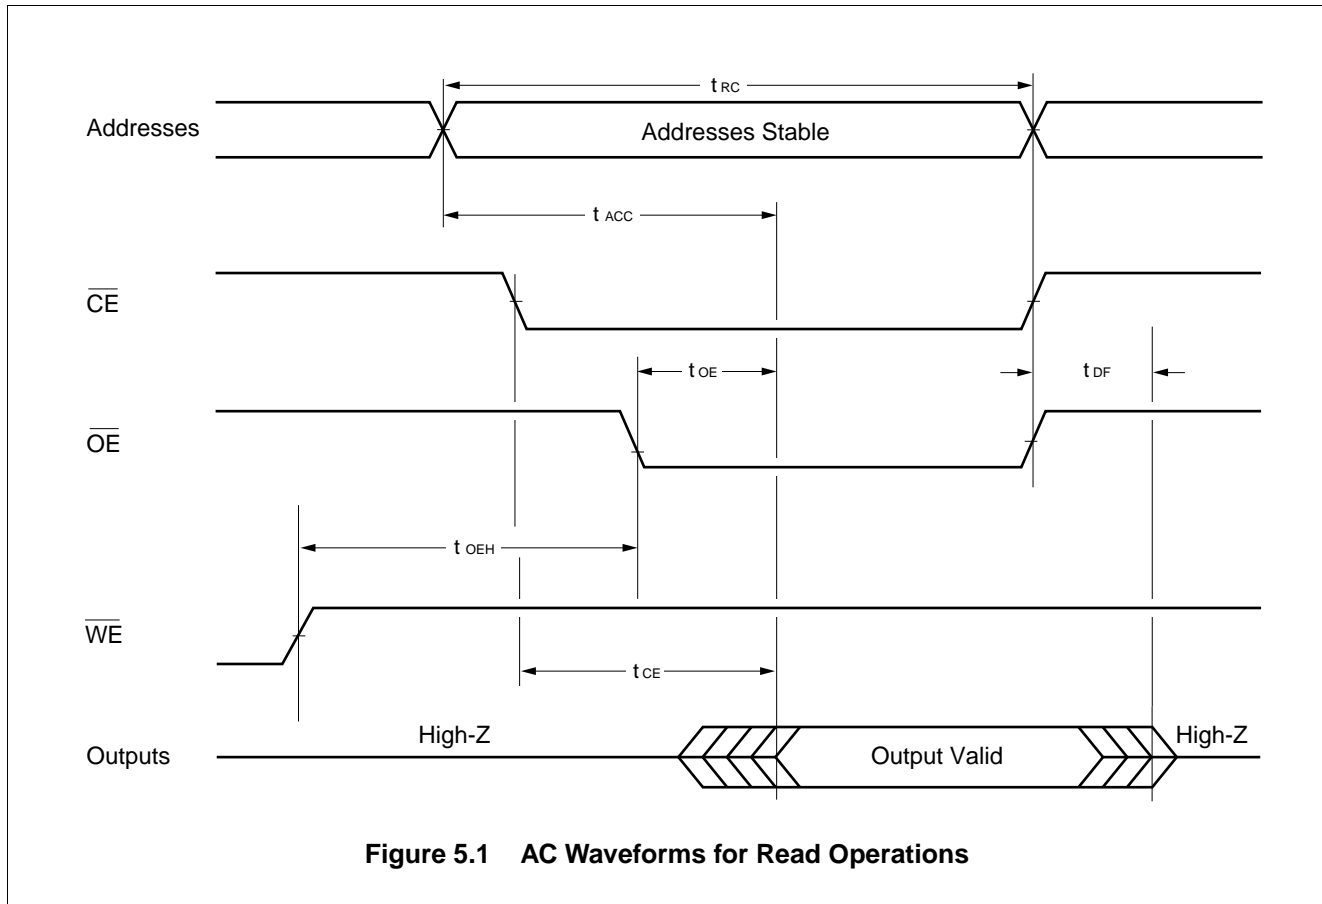 t RC
Addresses
Addresses Stable
t ACC
CE
t OE
t DF
OE
t OEH
WE
t CE
High-Z
High-Z
Outputs
Output Valid
Figure 5.1 AC Waveforms for Read Operations